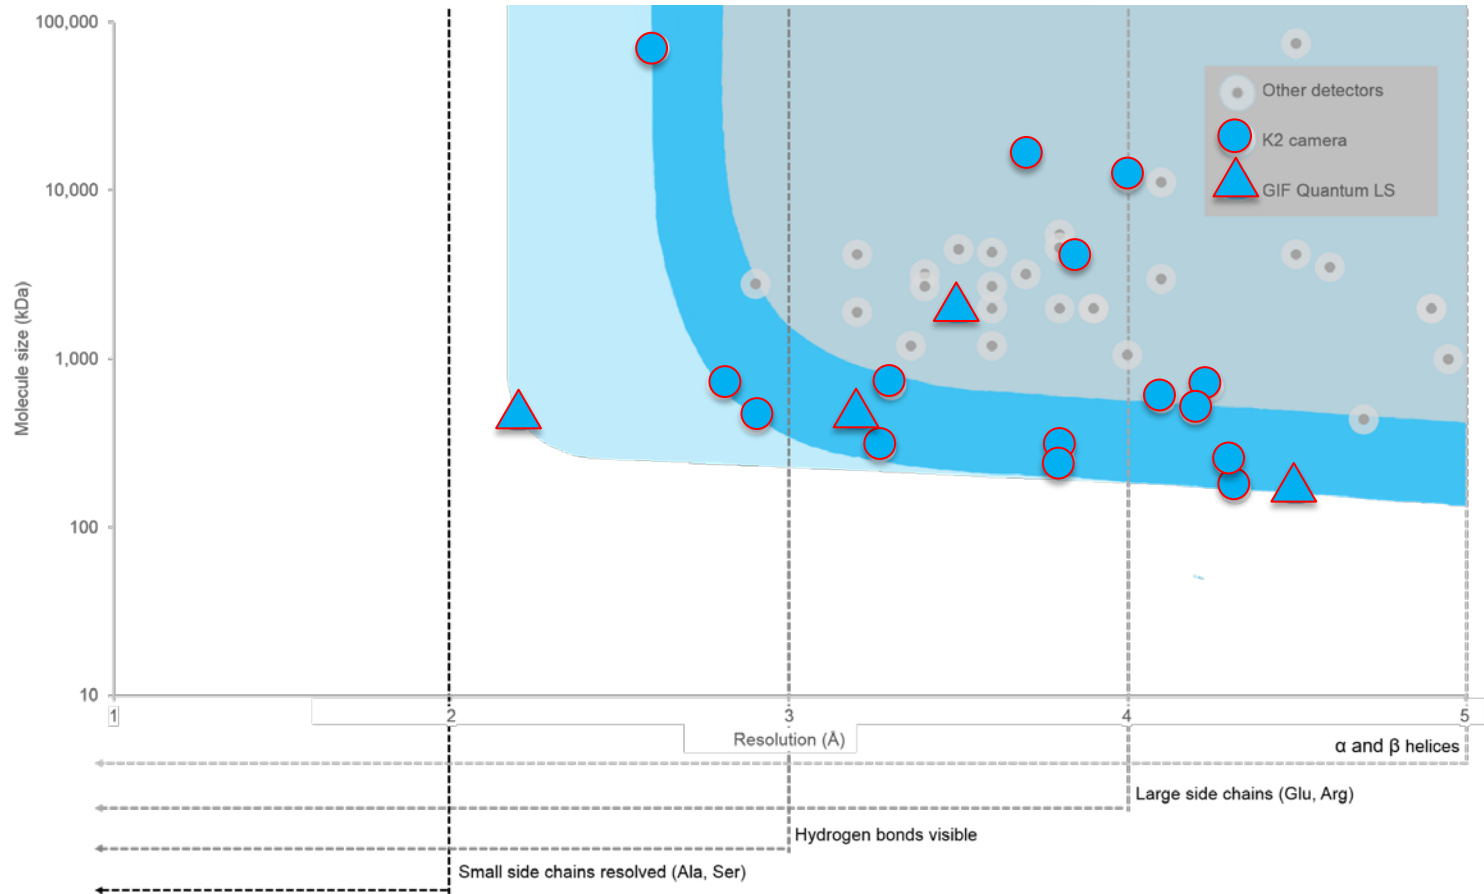 100,000
10,000
1,000
100
10
Molecule size (kDa)
Other detectors
K2 camera
GIF Quantum LS
1 2 3 4 5
Resolution (Å)
α and β helices
Large side chains (Glu, Arg)
Hydrogen bonds visible
Small side chains resolved (Ala, Ser)